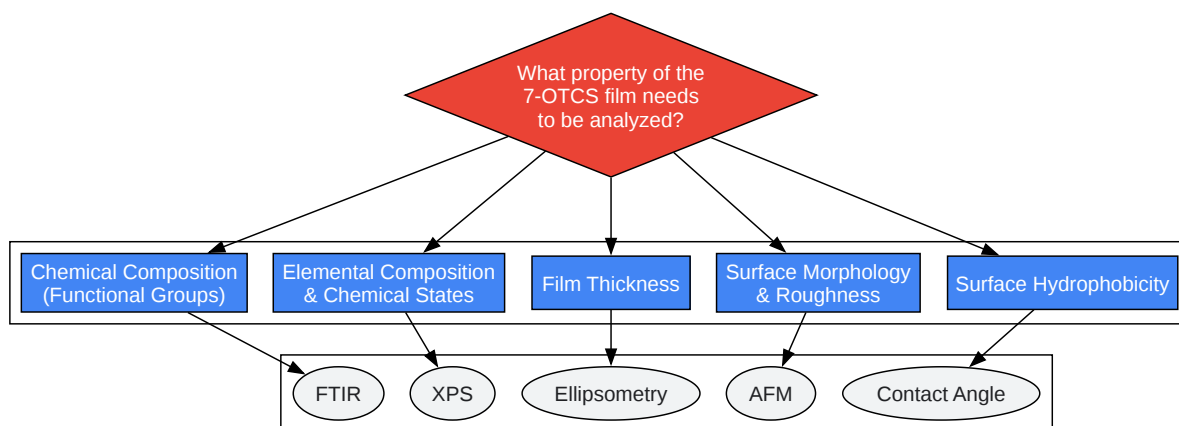 What property of the
7-OTCS film needs
to be analyzed?
Chemical Composition
(Functional Groups)
Elemental Composition
& Chemical States
Film Thickness
Surface Morphology
& Roughness
Surface Hydrophobicity
FTIR
XPS
Ellipsometry
AFM
Contact Angle